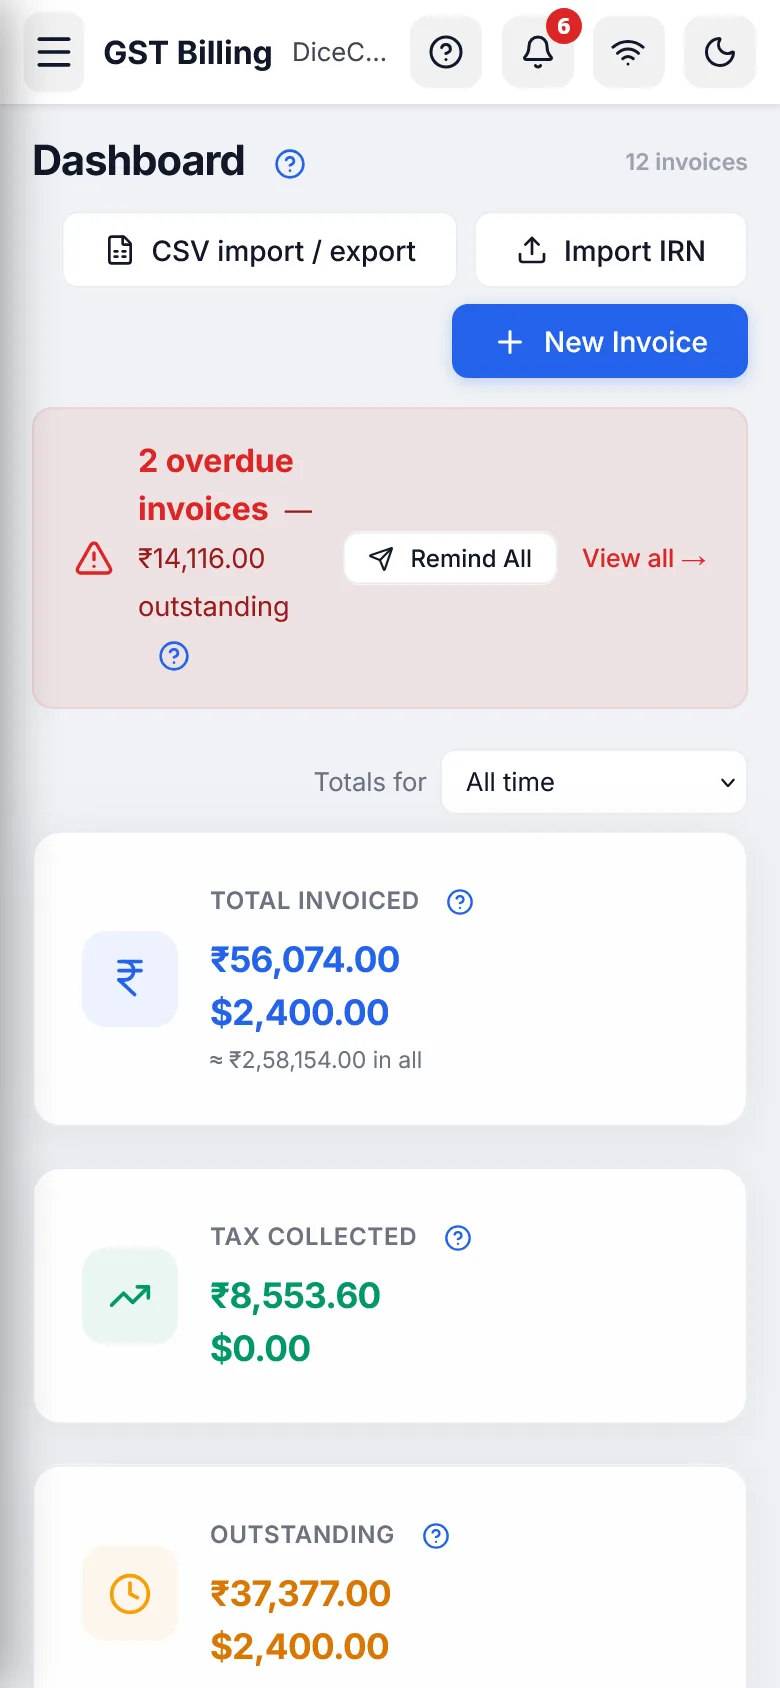 GST Billing DiceC...
6
Dashboard
12 invoices
CSV import / export
Import IRN
New Invoice
2 overdue
invoices —
₹14,116.00
outstanding
Remind All
View all →
Totals for
All time
TOTAL INVOICED
₹56,074.00
$2,400.00
≈ ₹2,58,154.00 in all
TAX COLLECTED
₹8,553.60
$0.00
OUTSTANDING
₹37,377.00
$2,400.00